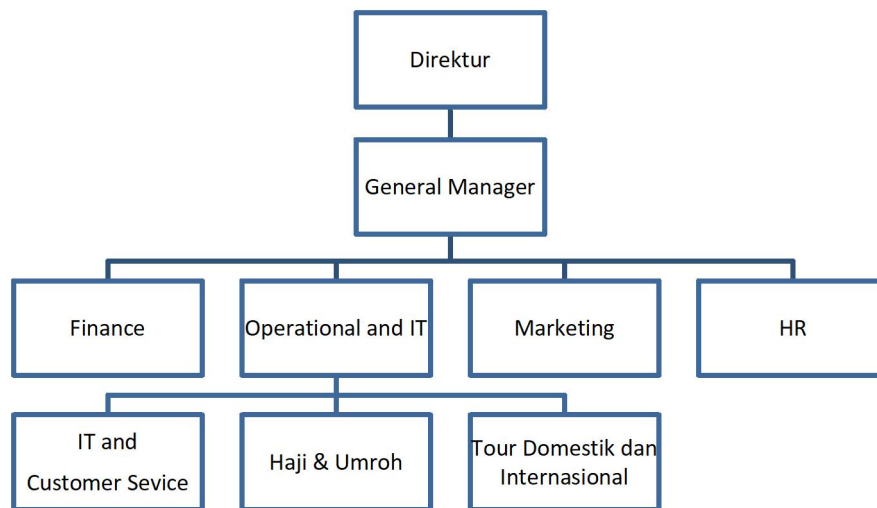 Direktur
General Manager
Finance
Operational and IT
Marketing
HR
IT and
Customer Sevice
Haji & Umroh
Tour Domestik dan
Internasional